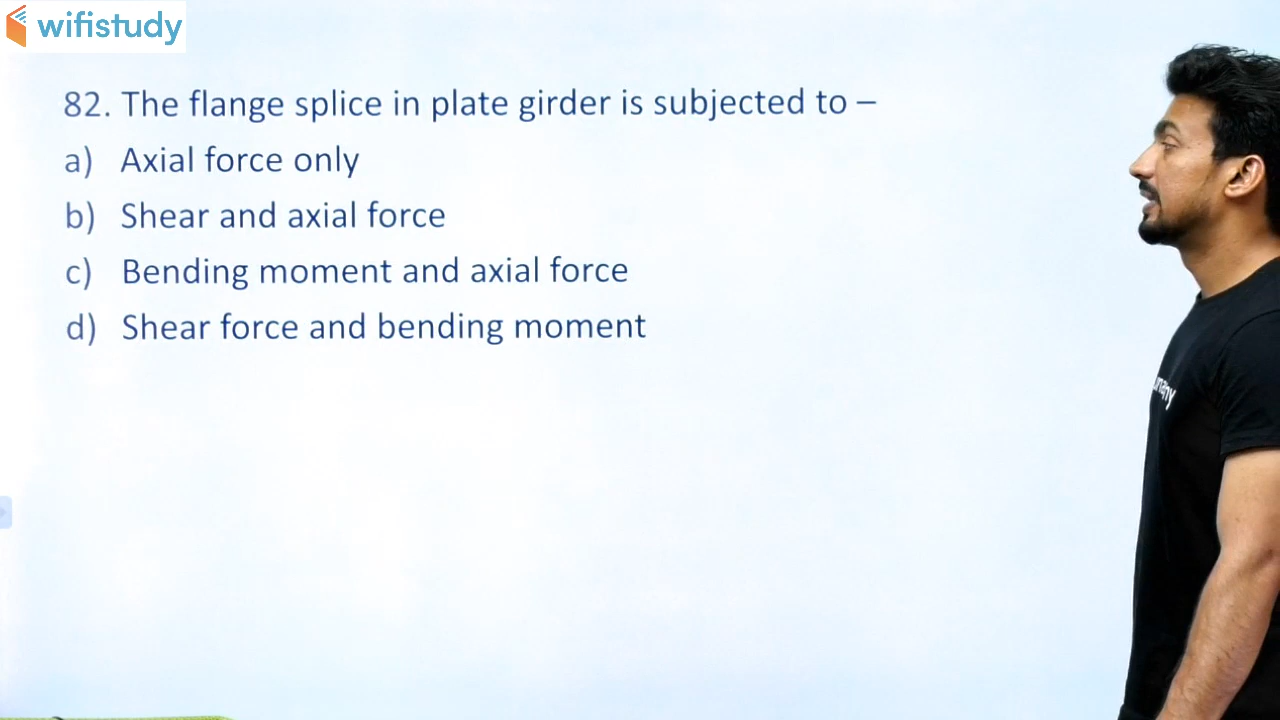 wifistudy
82. The flange splice in plate girder is subjected to –
a) Axial force only
b) Shear and axial force
c) Bending moment and axial force
d) Shear force and bending moment